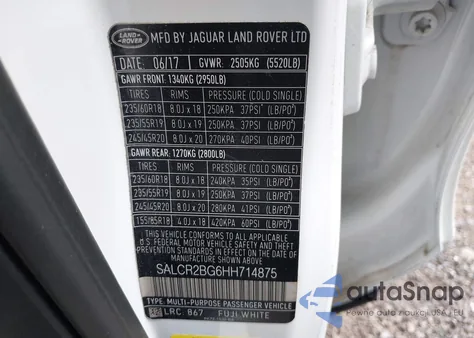 LAND ROVER MFD BY JAGUAR LAND ROVER LTD
DATE: 06/17 GVWR: 2505KG (5520LB)
GAWR FRONT: 1340KG (2950LB)
TIRES RIMS PRESSURE (COLD SINGLE)
235/60R18 8.0J x 18 250KPA 37PSI (LB/PO²)
235/55R19 8.0J x 19 250KPA 37PSI (LB/PO²)
245/45R20 8.0J x 20 270KPA 40PSI (LB/PO²)
GAWR REAR: 1270KG (2800LB)
TIRES RIMS PRESSURE (COLD SINGLE)
235/60R18 8.0J x 18 240KPA 35PSI (LB/PO²)
235/55R19 8.0J x 19 250KPA 37PSI (LB/PO²)
245/45R20 8.0J x 20 280KPA 41PSI (LB/PO²)
155/85R18 4.0J x 18 420KPA 60PSI (LB/PO²)
THIS VEHICLE CONFORMS TO ALL APPLICABLE
FEDERAL MOTOR VEHICLE SAFETY, BUMPER,
AND THEFT PREVENTION STANDARDS IN EFFECT
ON THE DATE OF MANUFACTURE SHOWN ABOVE
SALCR2BG6HH714875
TYPE: MULTI-PURPOSE PASSENGER VEHICLE
LRC 867 FUJI WHITE
autoSnap
www.autosnap.us